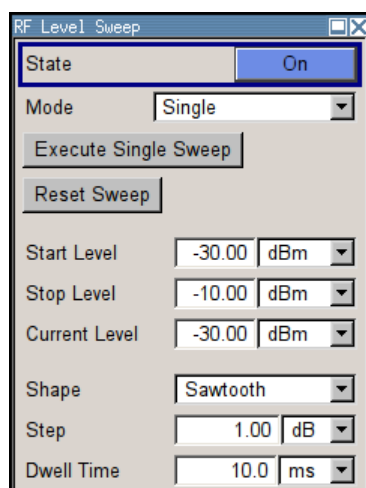 RF Level Sweep
State On
Mode Single
Execute Single Sweep
Reset Sweep
Start Level -30.00 dBm
Stop Level -10.00 dBm
Current Level -30.00 dBm
Shape Sawtooth
Step 1.00 dB
Dwell Time 10.0 ms